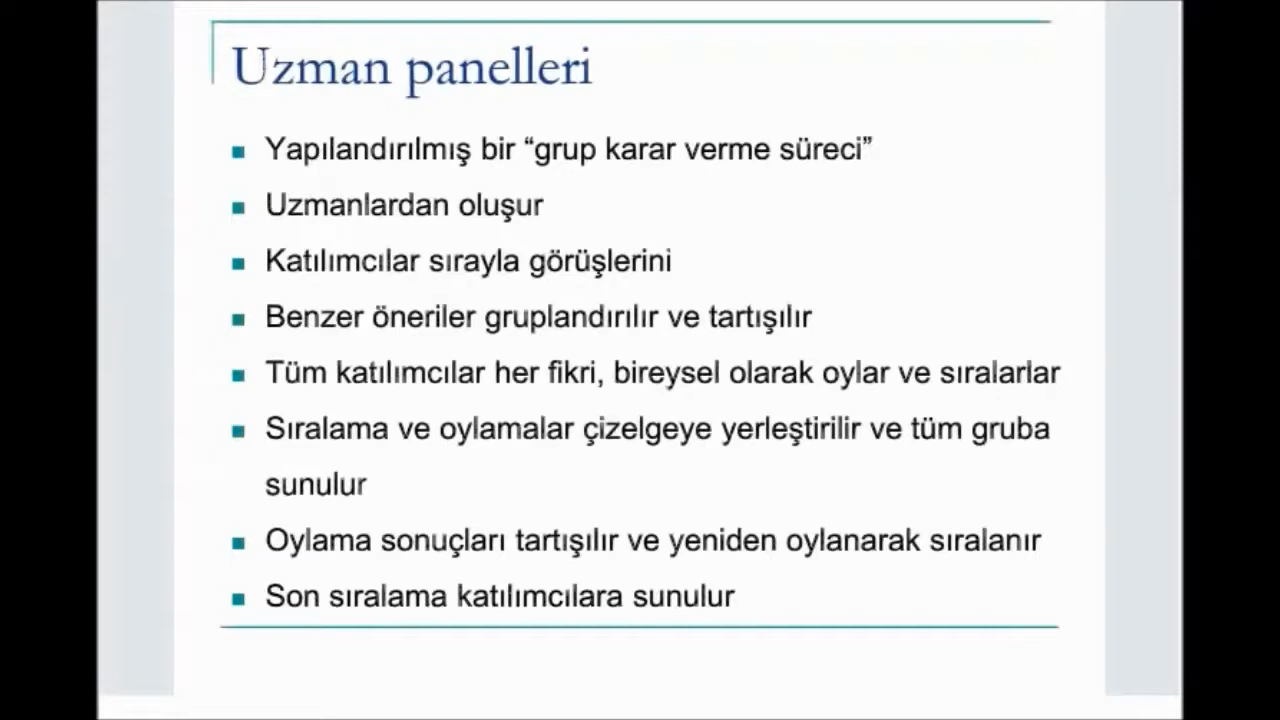 Uzman panelleri
Yapılandırılmış bir “grup karar verme süreci”
Uzmanlardan oluşur
Katılımcılar sırayla görüşlerini
Benzer öneriler gruplandırılır ve tartışılır
Tüm katılımcılar her fikri, bireysel olarak oylar ve sıralarlar
Sıralama ve oylamalar çizelgeye yerleştirilir ve tüm gruba
sunulur
Oylama sonuçları tartışılır ve yeniden oylanarak sıralanır
Son sıralama katılımcılara sunulur